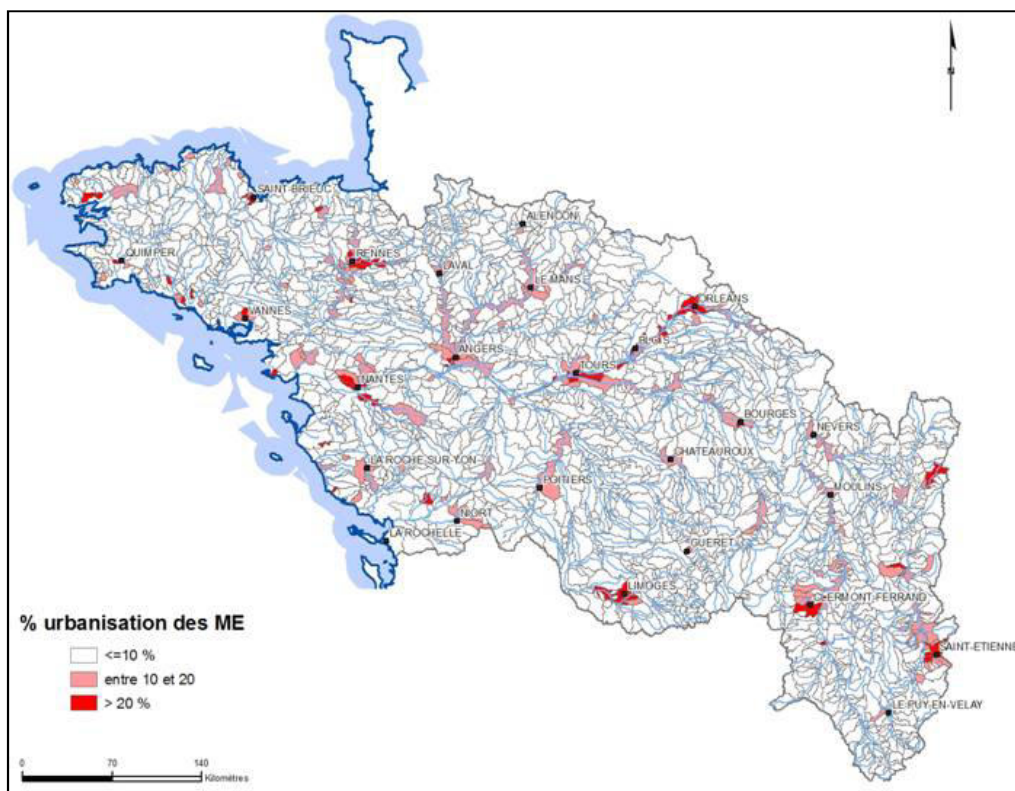 N
SAINT-BRIEUC
ALENCON
QUIMPER
RENNES
LAVAL
LE MANS
ORLEANS
VANNES
BLOIS
ANGERS
TOURS
NANTES
BOURGES
NEVERS
CHATEAUROUX
LA ROCHE-SUR-YON
POITIERS
MOULINS
NIORT
LA ROCHELLE
GUERET
LIMOGES
CLERMONT-FERRAND
SAINT-ETIENNE
LE PUY-EN-VELAY
% urbanisation des ME
<=10 %
entre 10 et 20
> 20 %
0 70 140
Kilomètres